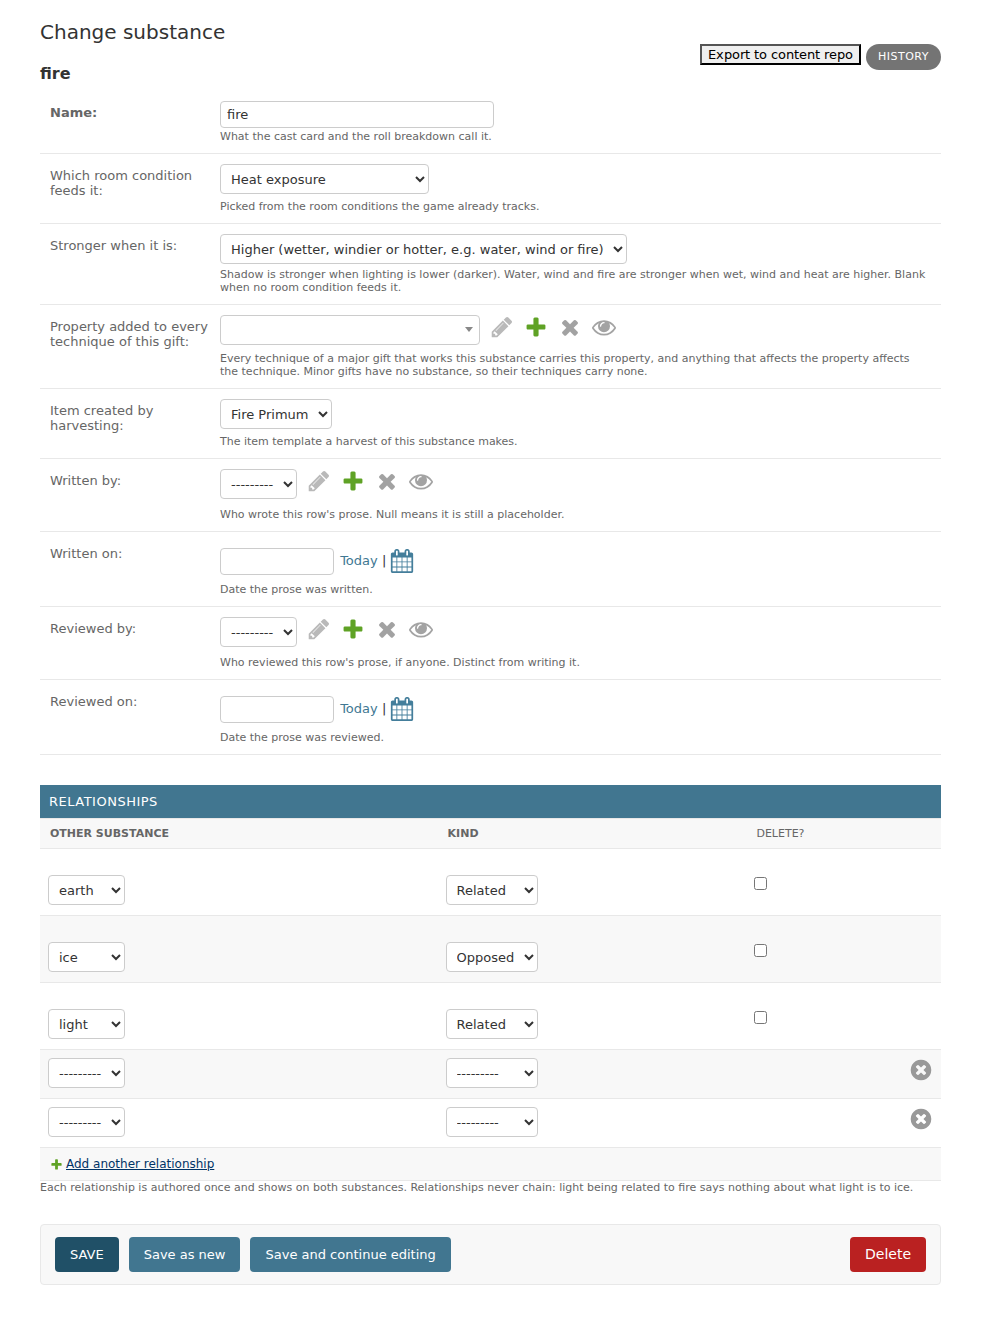 Change substance
Export to content repo
HISTORY
fire
Name:
fire
What the cast card and the roll breakdown call it.
Which room condition
feeds it:
Heat exposure
Picked from the room conditions the game already tracks.
Stronger when it is:
Higher (wetter, windier or hotter, e.g. water, wind or fire)
Shadow is stronger when lighting is lower (darker). Water, wind and fire are stronger when wet, wind and heat are higher. Blank
when no room condition feeds it.
Property added to every
technique of this gift:
Every technique of a major gift that works this substance carries this property, and anything that affects the property affects
the technique. Minor gifts have no substance, so their techniques carry none.
Item created by
harvesting:
Fire Primum
The item template a harvest of this substance makes.
Written by:
---------
Who wrote this row's prose. Null means it is still a placeholder.
Written on:
Today |
Date the prose was written.
Reviewed by:
---------
Who reviewed this row's prose, if anyone. Distinct from writing it.
Reviewed on:
Today |
Date the prose was reviewed.
RELATIONSHIPS
OTHER SUBSTANCE KIND DELETE?
earth Related
ice Opposed
light Related
--------- ---------
--------- ---------
Add another relationship
Each relationship is authored once and shows on both substances. Relationships never chain: light being related to fire says nothing about what light is to ice.
SAVE Save as new Save and continue editing Delete